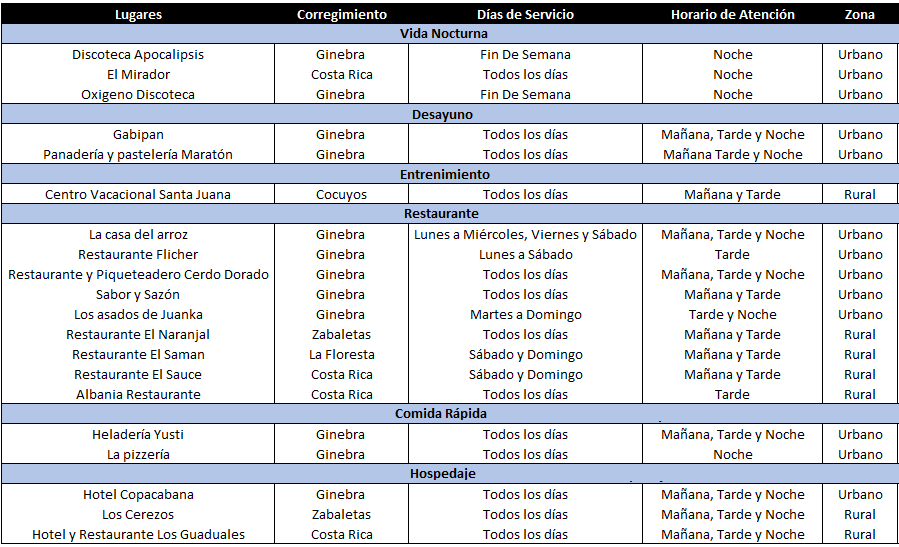 Lugares Corregimiento Días de Servicio Horario de Atención Zona
Vida Nocturna
Discoteca Apocalipsis Ginebra Fin De Semana Noche Urbano
El Mirador Costa Rica Todos los días Noche Urbano
Oxigeno Discoteca Ginebra Fin De Semana Noche Urbano
Desayuno
Gabipan Ginebra Todos los días Mañana, Tarde y Noche Urbano
Panadería y pastelería Maratón Ginebra Todos los días Mañana Tarde y Noche Urbano
Entrenimiento
Centro Vacacional Santa Juana Cocuyos Todos los días Mañana y Tarde Rural
Restaurante
La casa del arroz Ginebra Lunes a Miércoles, Viernes y Sábado Mañana, Tarde y Noche Urbano
Restaurante Flicher Ginebra Lunes a Sábado Tarde Urbano
Restaurante y Piqueteadero Cerdo Dorado Ginebra Todos los días Mañana, Tarde y Noche Urbano
Sabor y Sazón Ginebra Todos los días Mañana y Tarde Urbano
Los asados de Juanka Ginebra Martes a Domingo Tarde y Noche Urbano
Restaurante El Naranjal Zabaletas Todos los días Mañana y Tarde Rural
Restaurante El Saman La Floresta Sábado y Domingo Mañana y Tarde Rural
Restaurante El Sauce Costa Rica Sábado y Domingo Mañana y Tarde Rural
Albania Restaurante Costa Rica Todos los días Tarde Rural
Comida Rápida
Heladería Yusti Ginebra Todos los días Mañana, Tarde y Noche Urbano
La pizzería Ginebra Todos los días Noche Urbano
Hospedaje
Hotel Copacabana Ginebra Todos los días Mañana, Tarde y Noche Urbano
Los Cerezos Zabaletas Todos los días Mañana, Tarde y Noche Rural
Hotel y Restaurante Los Guaduales Costa Rica Todos los días Mañana, Tarde y Noche Rural